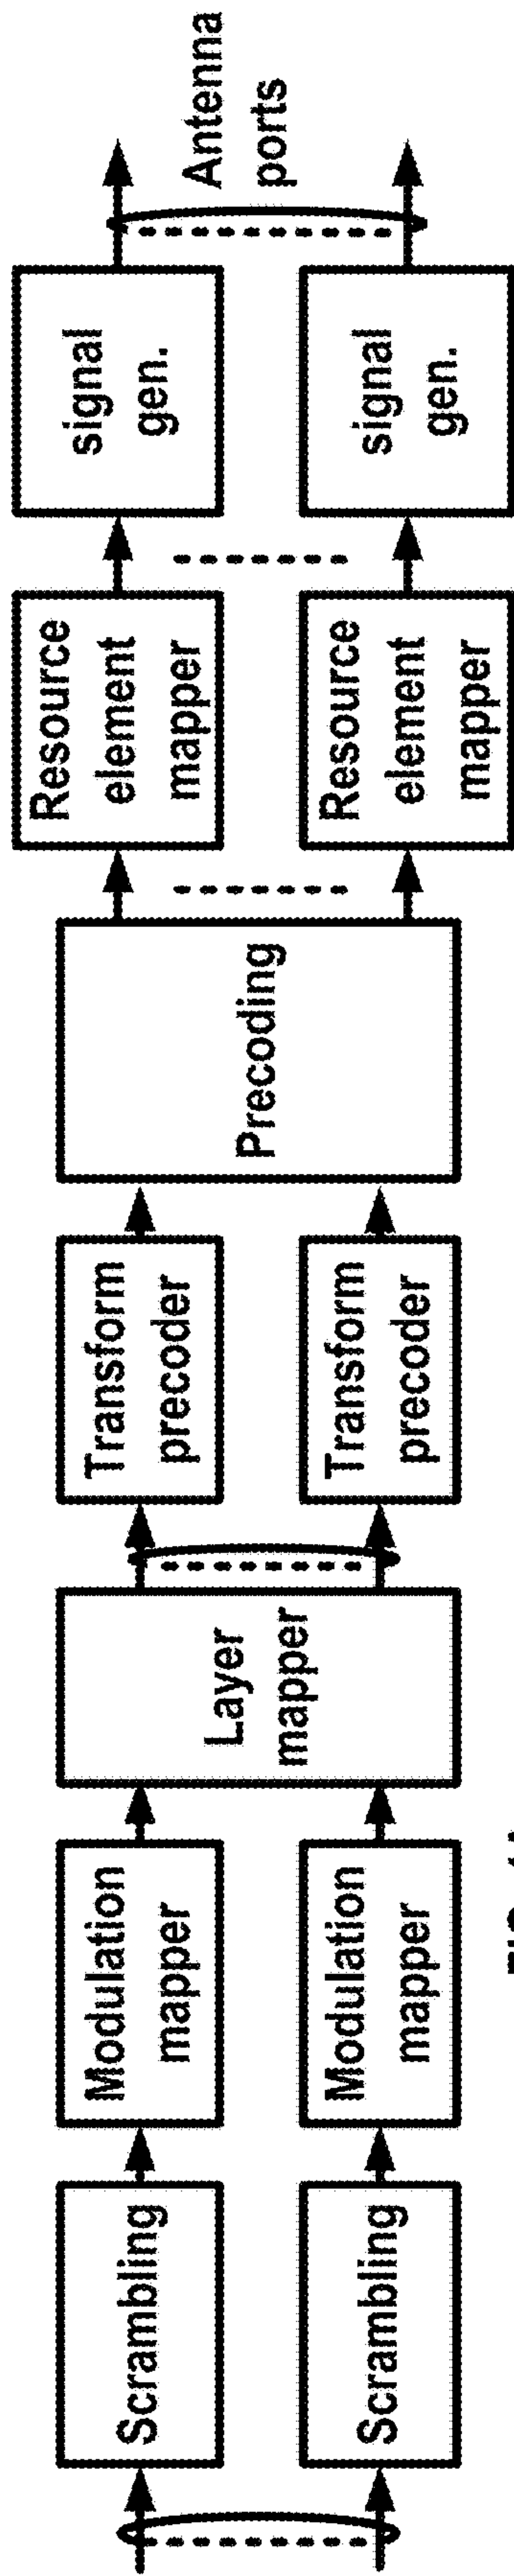 Scrambling
Scrambling
Modulation
mapper
Modulation
mapper
Layer
mapper
Transform
precoder
Transform
precoder
Precoding
Resource
element
mapper
Resource
element
mapper
signal
gen.
signal
gen.
Antenna
ports